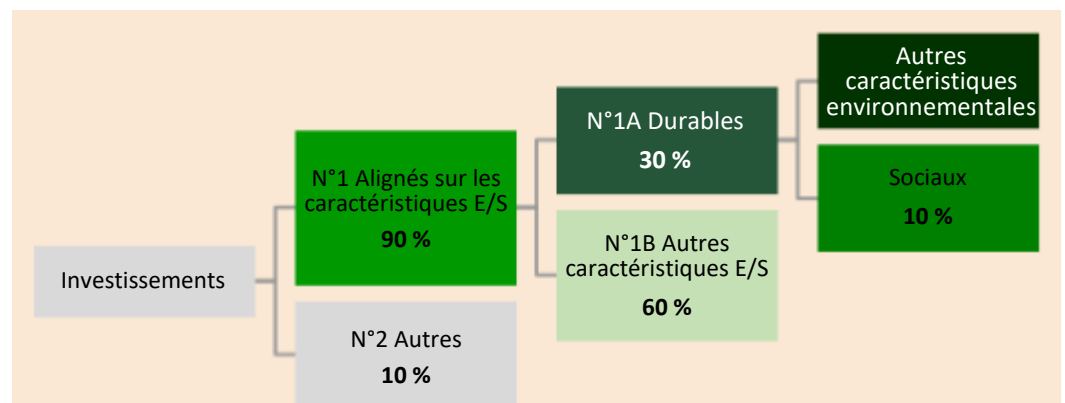 Investissements
N°1 Alignés sur les
caractéristiques E/S
90 %
N°2 Autres
10 %
N°1A Durables
30 %
N°1B Autres
caractéristiques E/S
60 %
Autres
caractéristiques
environnementales
Sociaux
10 %